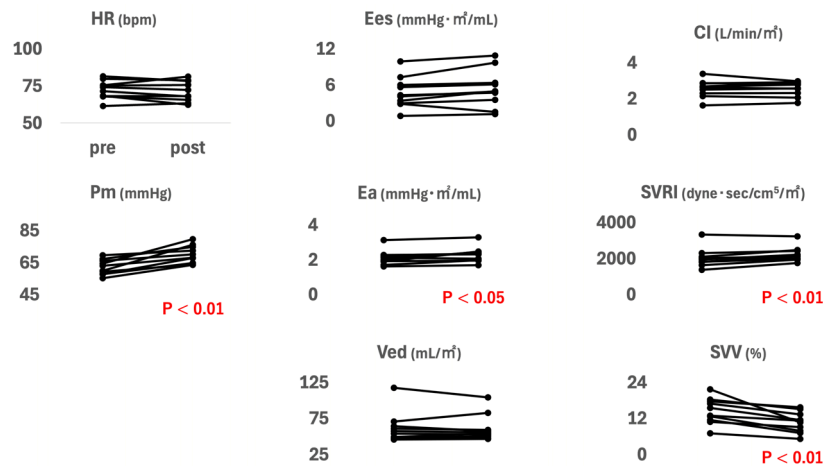 HR (bpm)
100
75
50
pre post
Ees (mmHg・㎡/mL)
12
6
0
CI (L/min/㎡)
4
2
0
Pm (mmHg)
85
65
45
P < 0.01
Ea (mmHg・㎡/mL)
4
2
0
P < 0.05
SVRI (dyne・sec/cm⁵/㎡)
4000
2000
0
P < 0.01
Ved (mL/㎡)
125
75
25
SVV (%)
24
12
0
P < 0.01